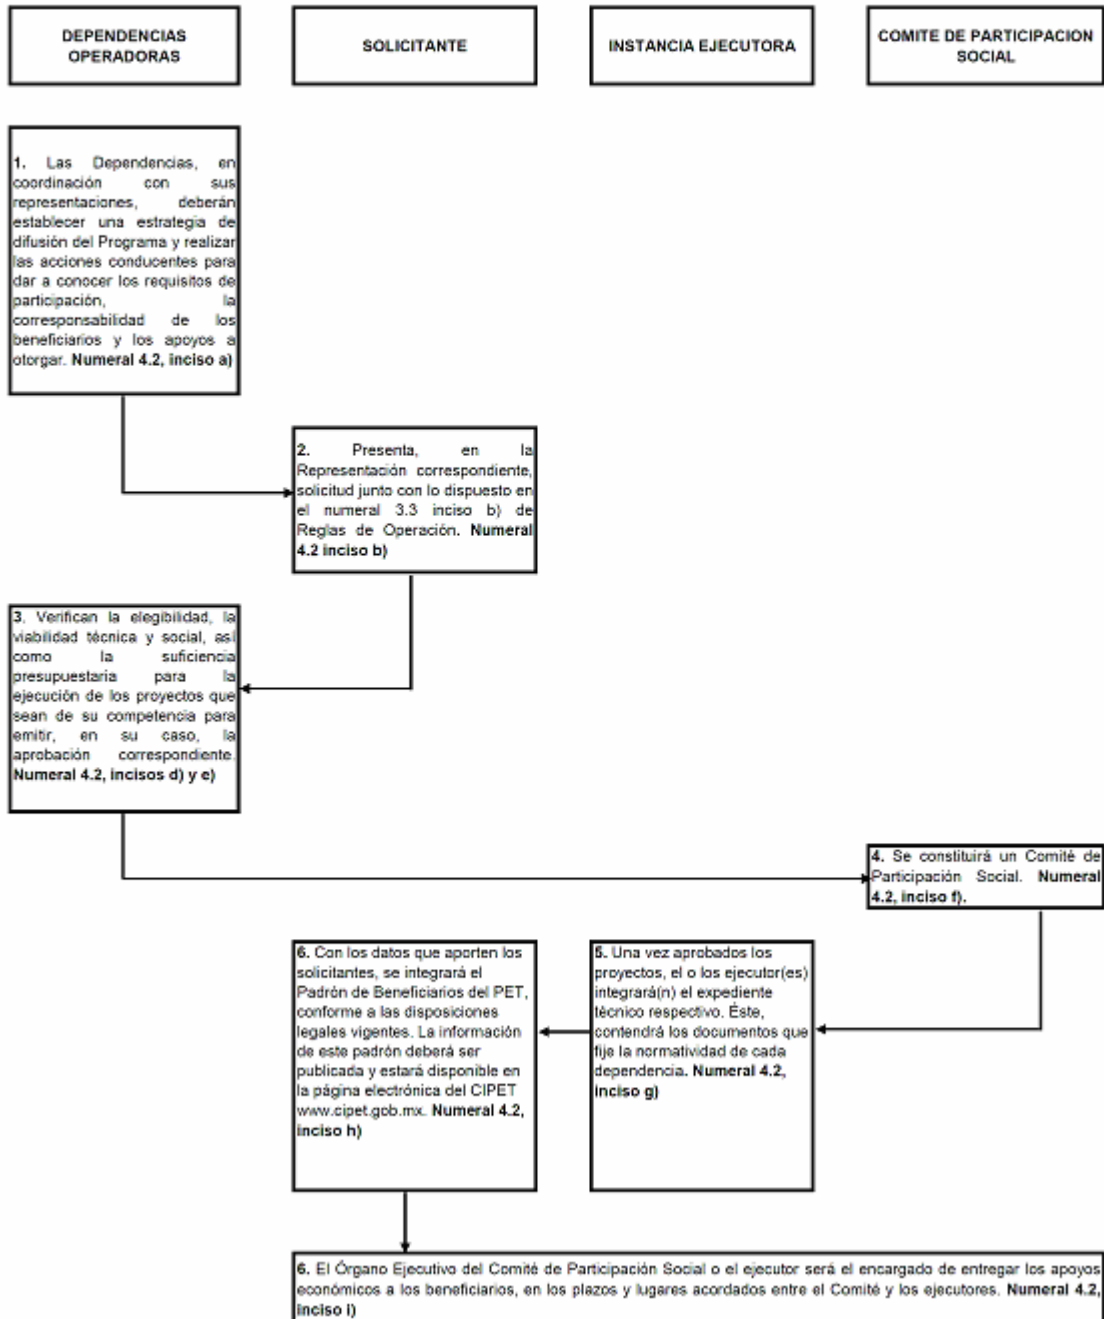 DEPENDENCIAS
OPERADORAS
SOLICITANTE
INSTANCIA EJECUTORA
COMITE DE PARTICIPACION
SOCIAL
1. Las Dependencias, en
coordinación con sus
representaciones, deberán
establecer una estrategia de
difusión del Programa y realizar
las acciones conducentes para
dar a conocer los requisitos de
participación, la
corresponsabilidad de los
beneficiarios y los apoyos a
otorgar. Numeral 4.2, inciso a)
2. Presenta, en la
Representación correspondiente,
solicitud junto con lo dispuesto en
el numeral 3.3 inciso b) de
Reglas de Operación. Numeral
4.2 inciso b)
3. Verifican la elegibilidad, la
viabilidad técnica y social, así
como la suficiencia
presupuestaria para la
ejecución de los proyectos que
sean de su competencia para
emitir, en su caso, la
aprobación correspondiente.
Numeral 4.2, incisos d) y e)
4. Se constituirá un Comité de
Participación Social. Numeral
4.2, inciso f).
5. Una vez aprobados los
proyectos, el o los ejecutor(es)
integrará(n) el expediente
técnico respectivo. Éste,
contendrá los documentos que
fije la normatividad de cada
dependencia. Numeral 4.2,
inciso g)
6. Con los datos que aporten los
solicitantes, se integrará el
Padrón de Beneficiarios del PET,
conforme a las disposiciones
legales vigentes. La información
de este padrón deberá ser
publicada y estará disponible en
la página electrónica del CIPET
www.cipet.gob.mx. Numeral 4.2,
inciso h)
6. El Órgano Ejecutivo del Comité de Participación Social o el ejecutor será el encargado de entregar los apoyos
económicos a los beneficiarios, en los plazos y lugares acordados entre el Comité y los ejecutores. Numeral 4.2,
inciso i)